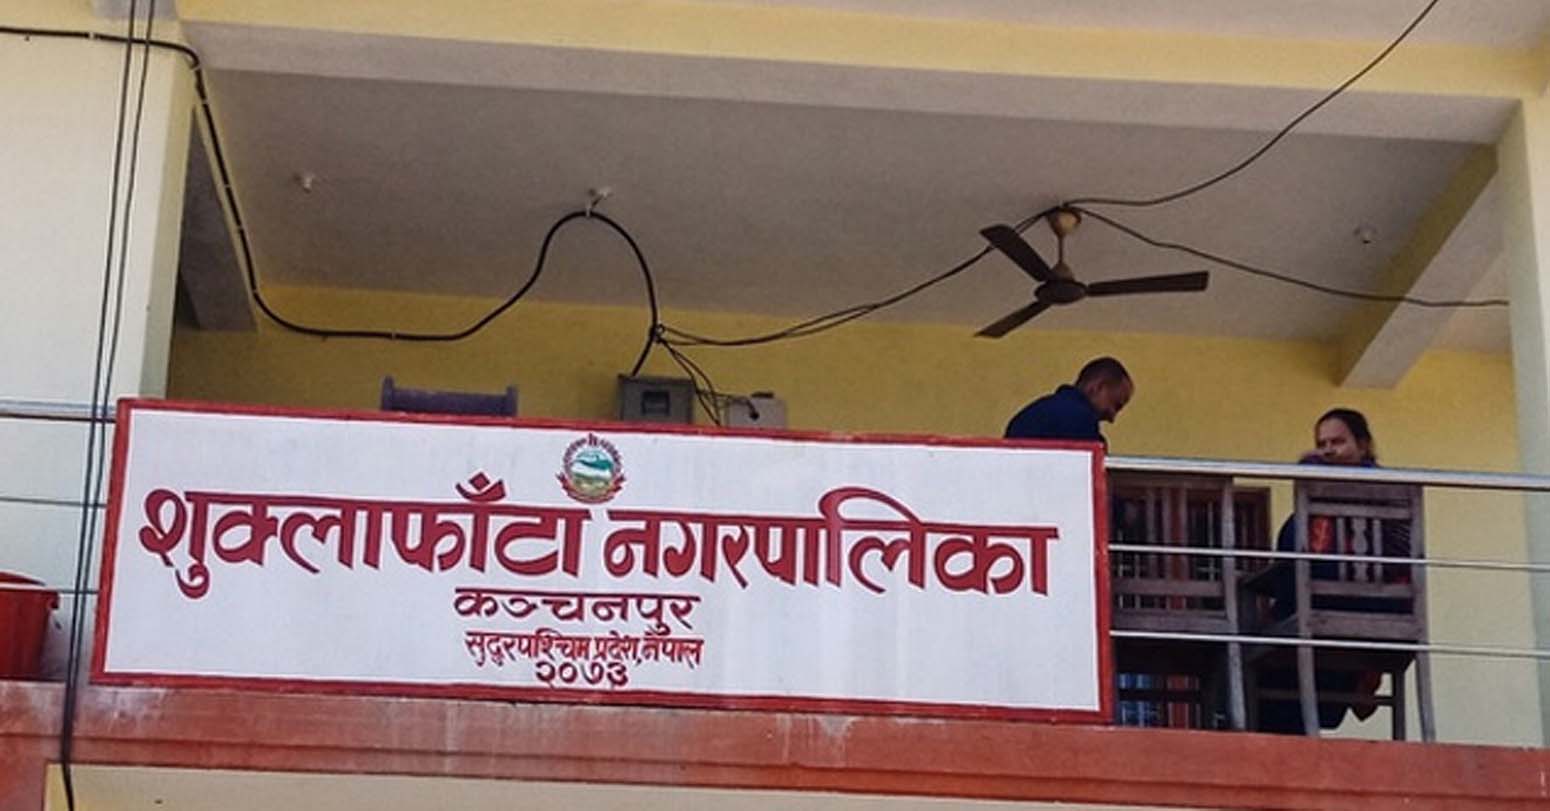 शुक्लाफाँटा नगरपालिका
कञ्चनपुर
सुदुरपश्चिम प्रदेश, नेपाल
२०७३